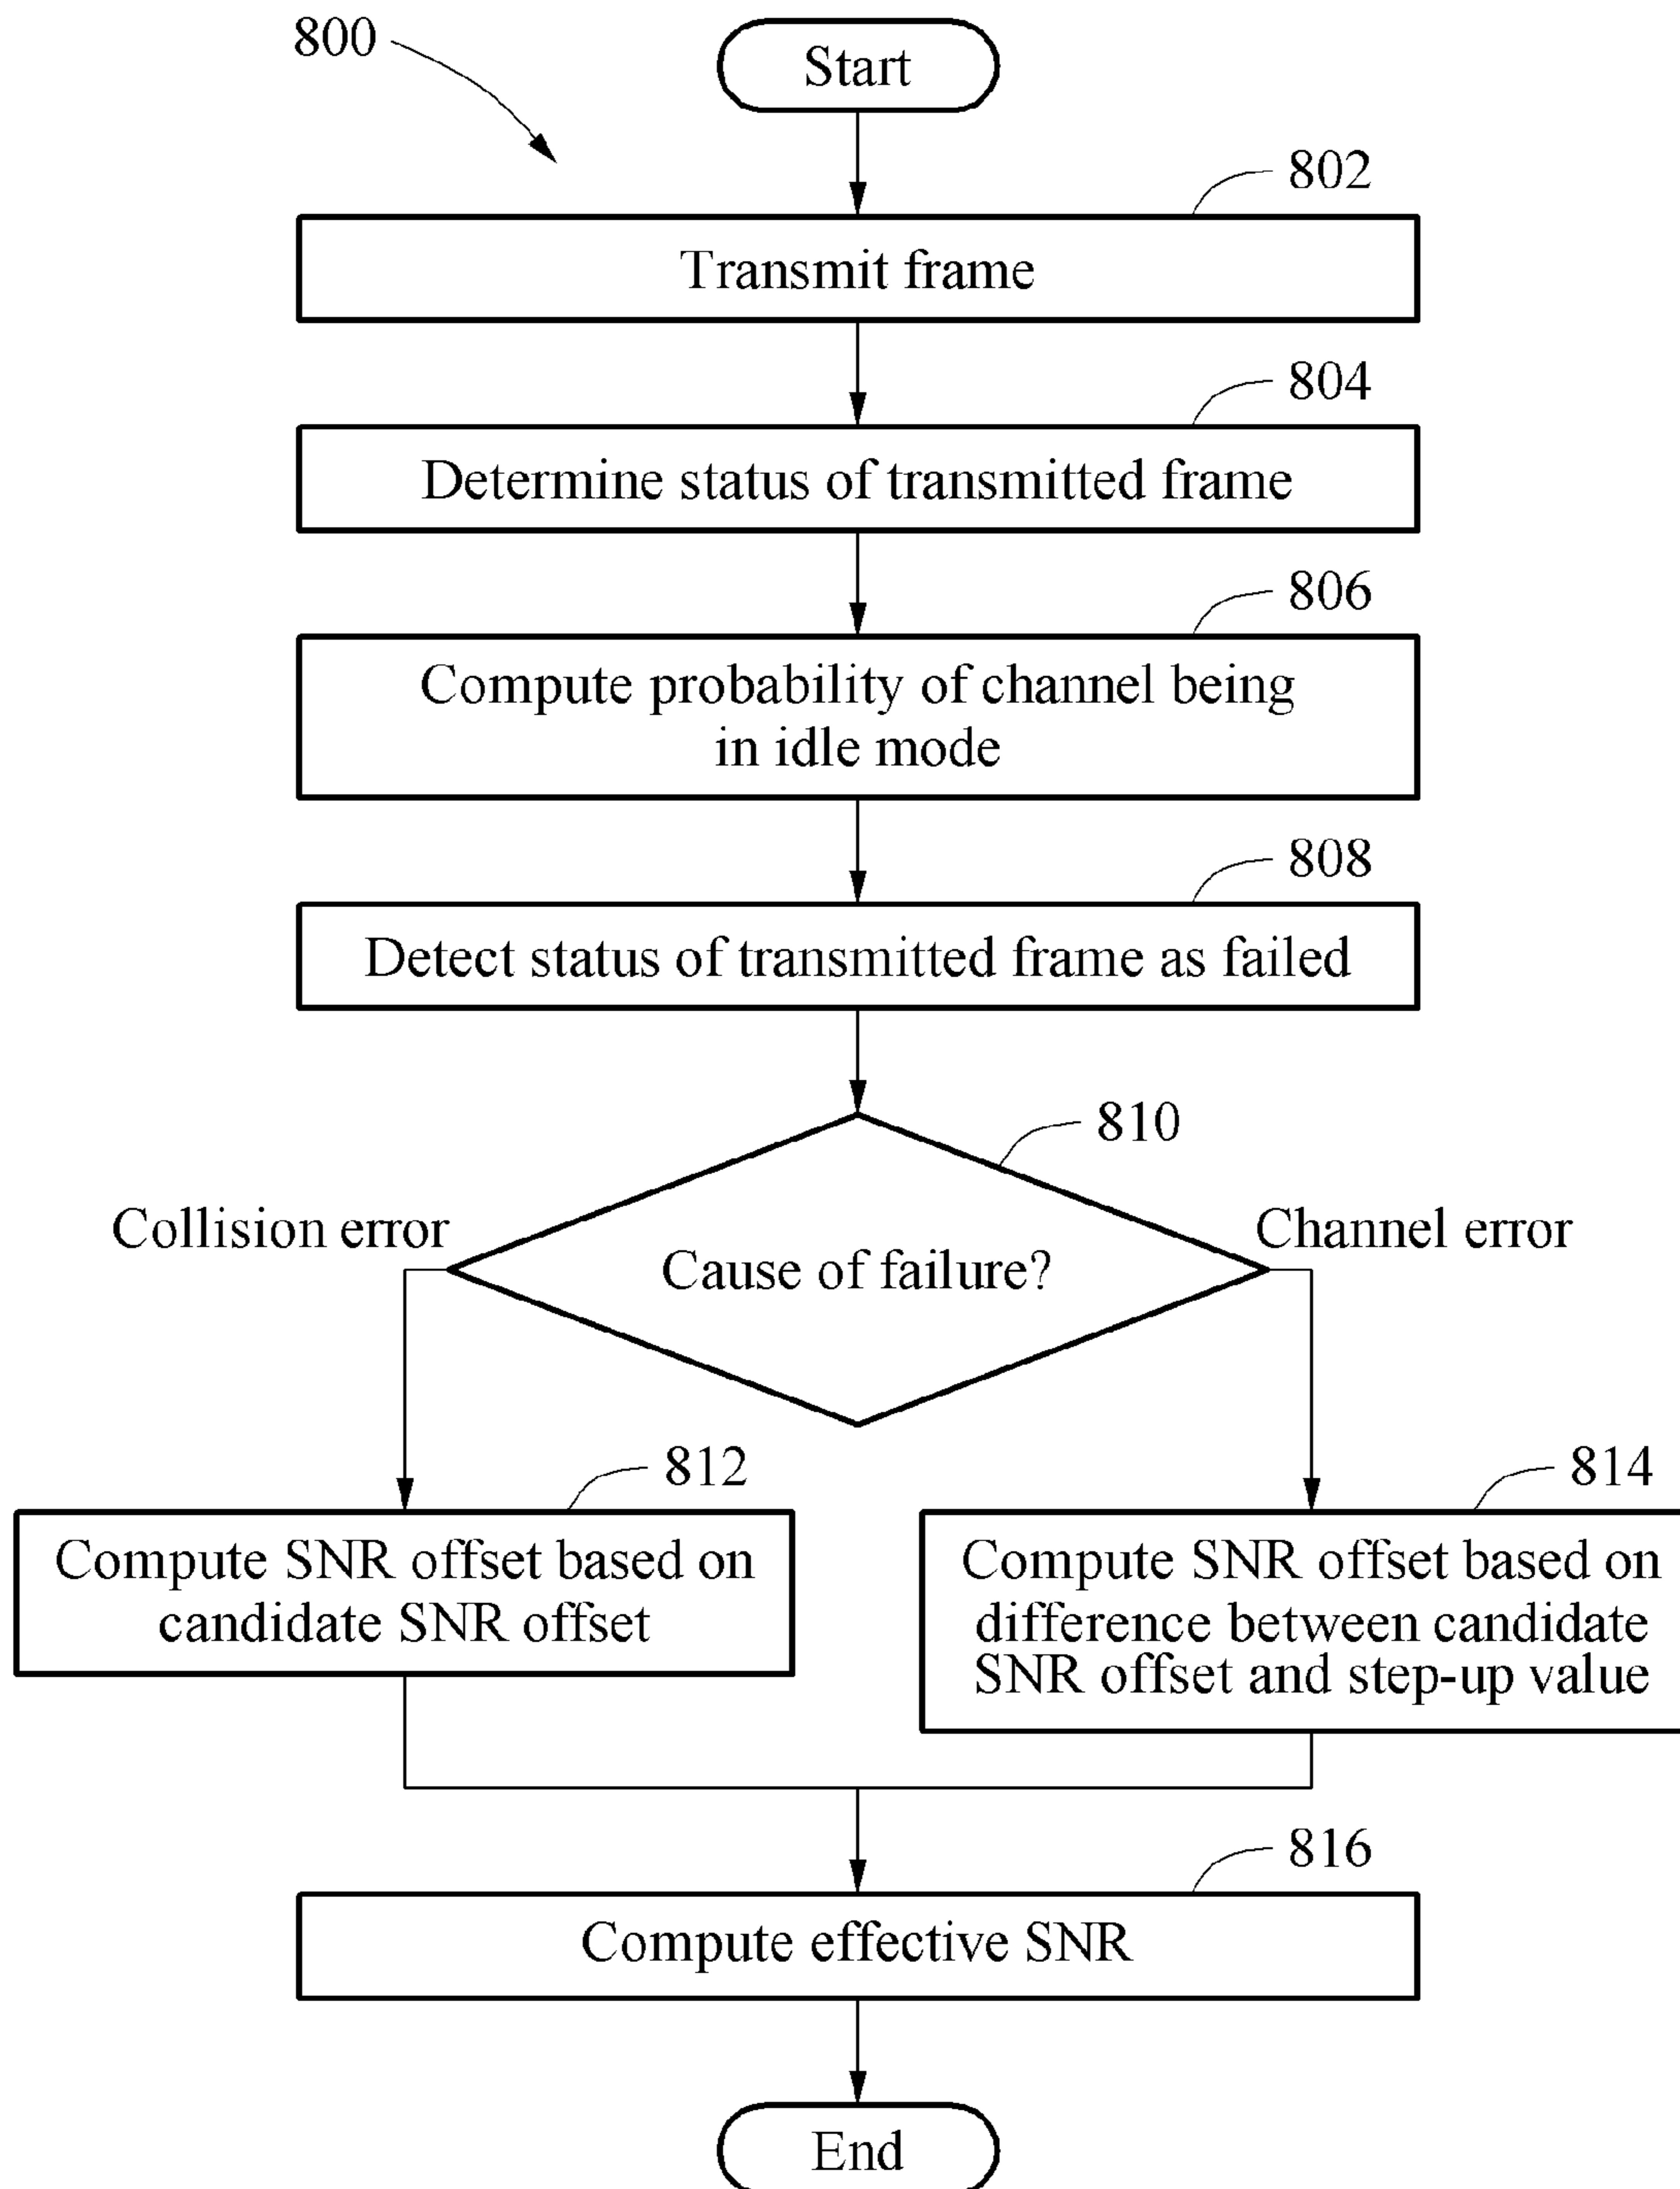 800
Start
802
Transmit frame
804
Determine status of transmitted frame
806
Compute probability of channel being
in idle mode
808
Detect status of transmitted frame as failed
810
Collision error
Cause of failure?
Channel error
812
Compute SNR offset based on
candidate SNR offset
814
Compute SNR offset based on
difference between candidate
SNR offset and step-up value
816
Compute effective SNR
End